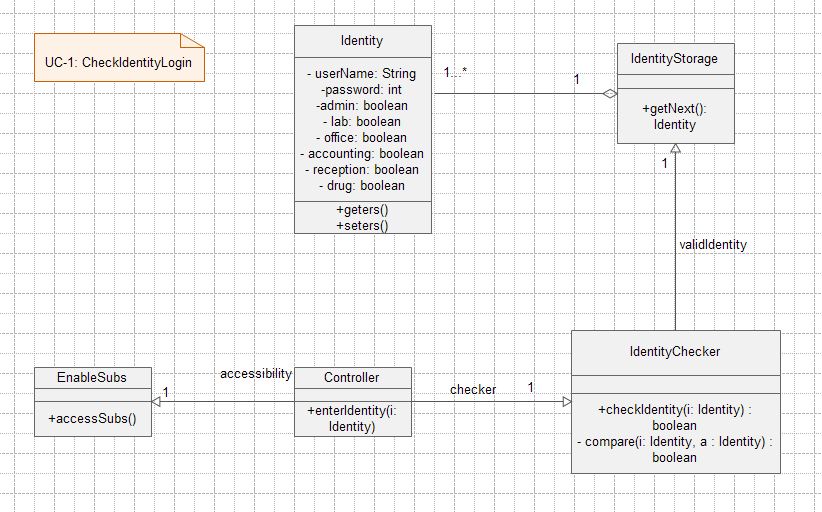 UC-1: CheckIdentityLogin
Identity
- userName: String
-password: int
-admin: boolean
- lab: boolean
- office: boolean
- accounting: boolean
- reception: boolean
- drug: boolean
+geters()
+seters()
1...*
1
IdentityStorage
+getNext():
Identity
1
validIdentity
EnableSubs
+accessSubs()
1
accessibility
Controller
+enterIdentity(i:
Identity)
checker
1
IdentityChecker
+checkIdentity(i: Identity) :
boolean
- compare(i: Identity, a : Identity) :
boolean